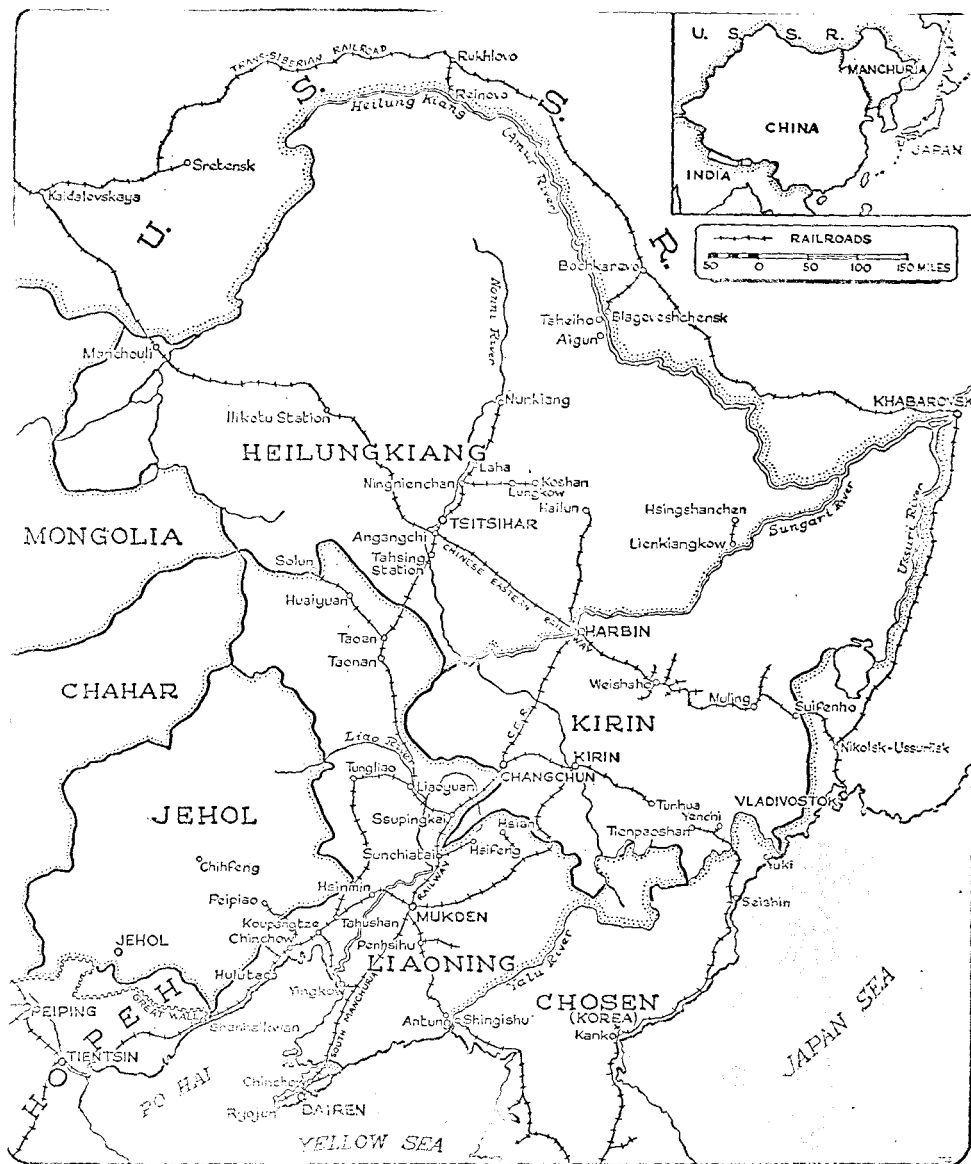 TRANS-SIBERIAN RAILROAD
Rukhlovo
Reinovo
U. S. S. R.
Heilung Kiang
(Amur River)
Sretensk
Kaidalovskaya
U. S. S. R.
MANCHURIA
CHINA
JAPAN
INDIA
RAILROADS
50 0 50 100 150 MILES
Bochkarevo
Nonni River
Taheiho
Blagoveshchensk
Aigun
Manchouli
Nunkiang
KHABAROVSK
Ilikotu Station
HEILUNGKIANG
Laha
Ningnienchan
Koshan
Lungkow
Hailun
Hsingshanchen
Sungari River
Ussuri River
MONGOLIA
TSITSIHAR
Angangchi
Lienkiangkow
Tahsing
Station
CHINESE EASTERN RAILWAY
Solun
Huaiyuan
Taoan
HARBIN
Taonan
CHAHAR
Weishaho
Muling
Suifenho
C.E.R.
KIRIN
Liao River
KIRIN
Nikolsk-Ussurisk
Tungliao
CHANGCHUN
Liaoyuan
JEHOL
Ssupingkai
Tunhua
VLADIVOSTOK
Yenchi
Hsian
Tienpaoshan
Sunchiatai
Hsifeng
Yuki
Chihfeng
Hsinmin
RAILWAY
Seishin
Peipiao
MUKDEN
Koupangtze
Tahushan
Chinchow
Penhsihu
JEHOL
LIAONING
Yalu River
Hulutao
Yingkow
CHOSEN
(KOREA)
JAPAN SEA
PEIPING
GREAT WALL
HOPEH
Shanhaikwan
SOUTH MANCHURIA
Antung
Shingishu
Kanko
TIENTSIN
PO HAI
Chinchow
Ryojun
DAIREN
YELLOW SEA